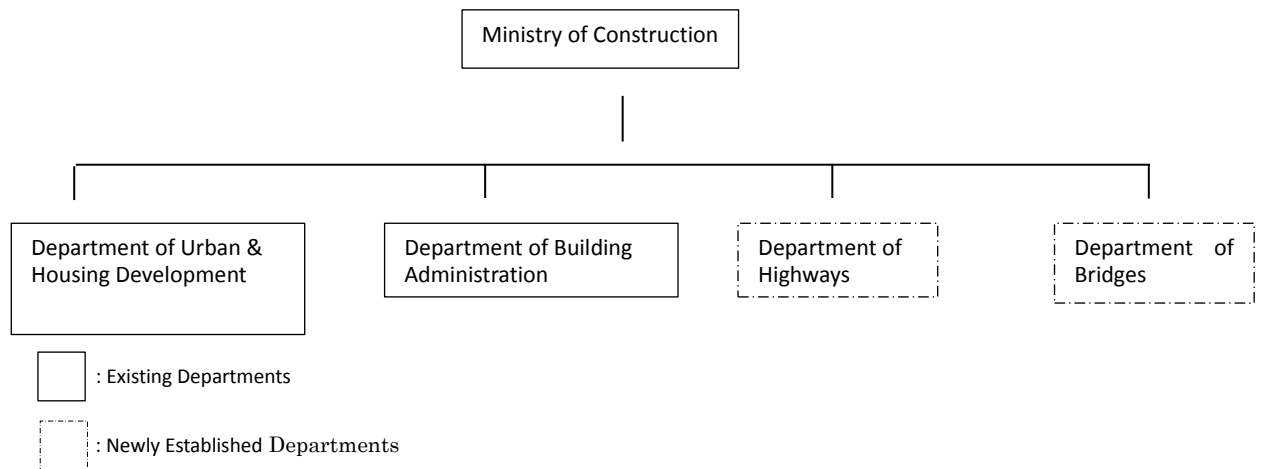 Ministry of Construction
Department of Urban &
Housing Development
Department of Building
Administration
Department of
Highways
Department of
Bridges
: Existing Departments
: Newly Established Departments